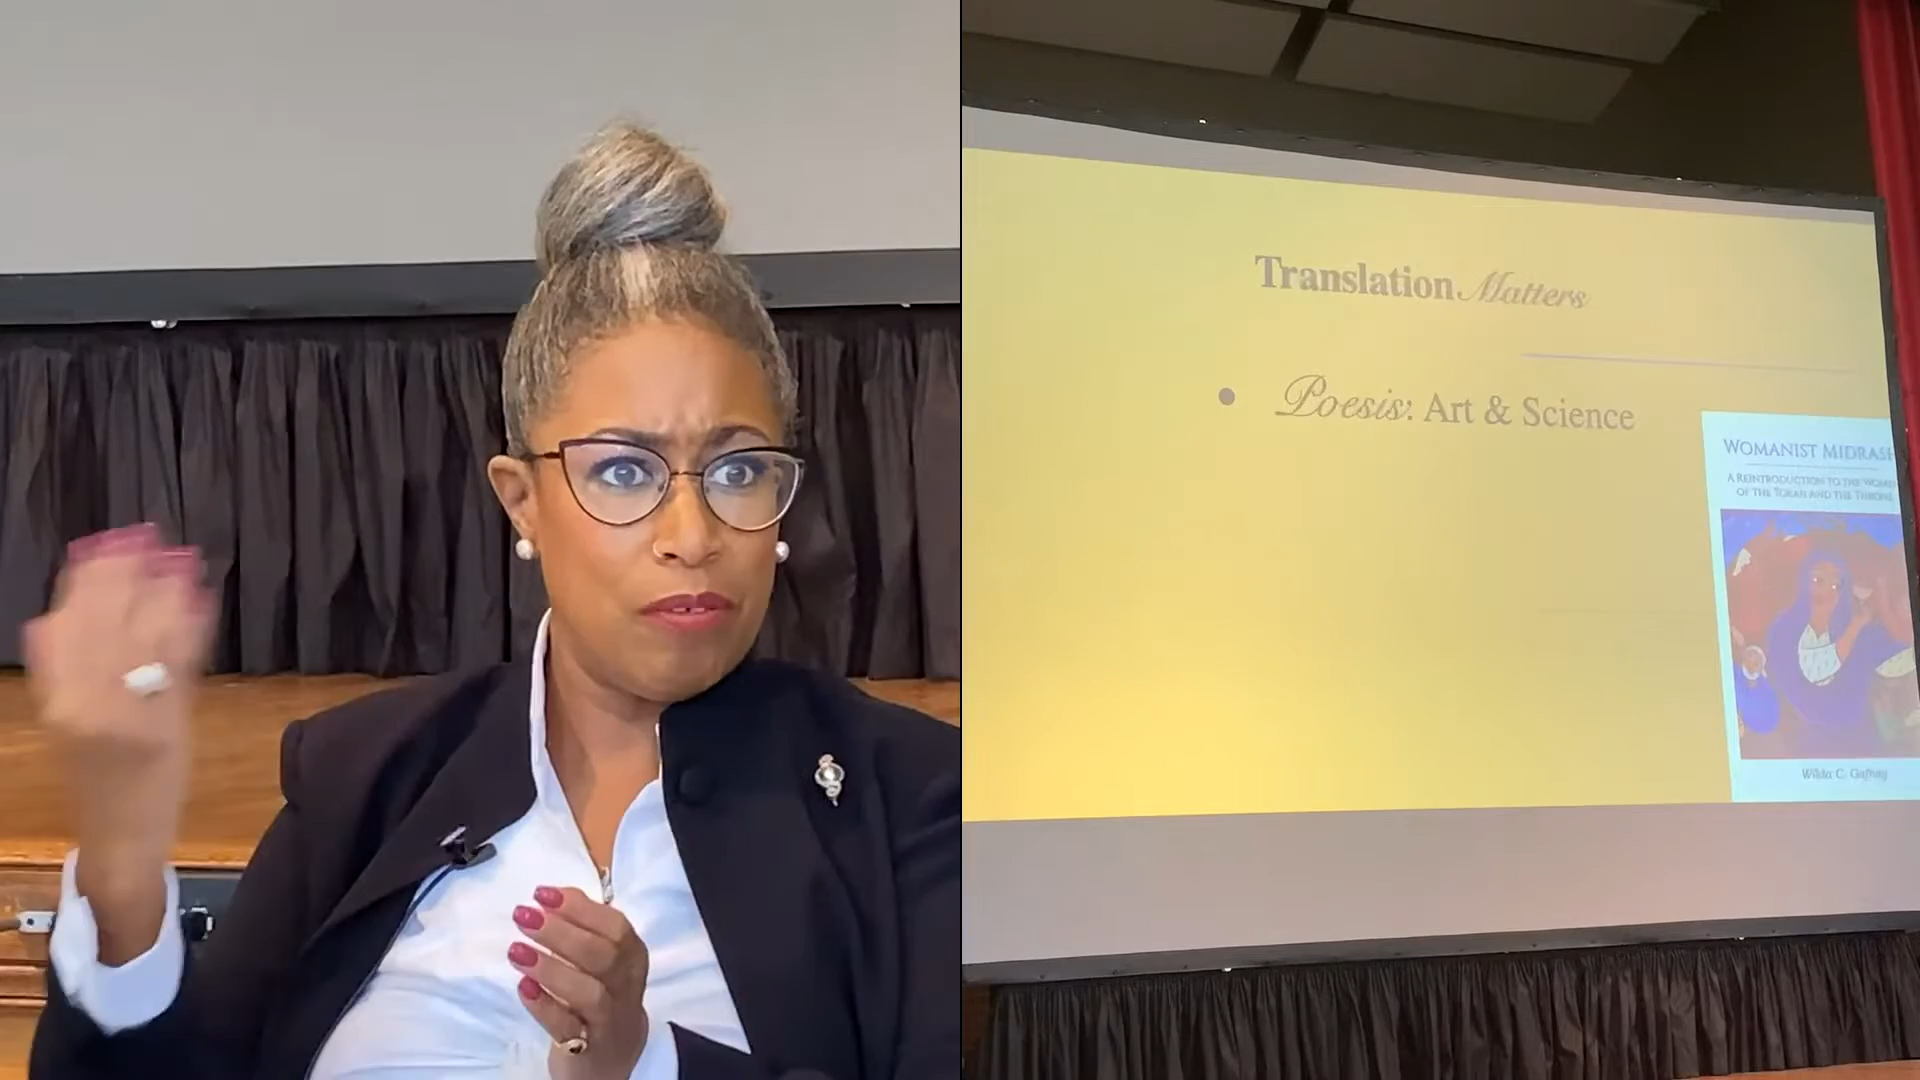 Translation Matters
• Poesis: Art & Science
WOMANIST MIDRASH
A REINTRODUCTION TO THE WOMEN
OF THE TORAH AND THE THRONE
Wilda C. Gafney